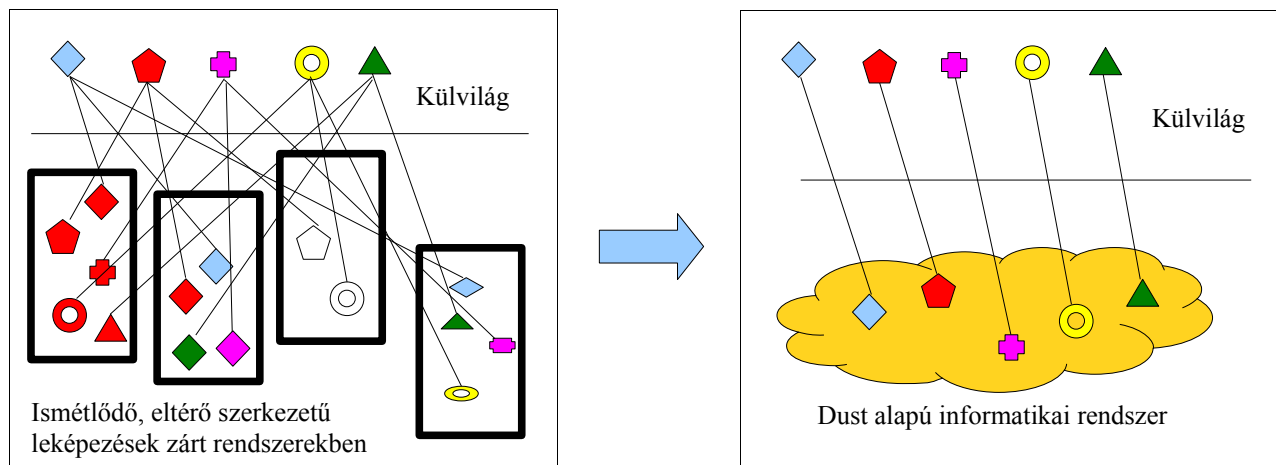 Külvilág
Ismétlődő, eltérő szerkezetű
leképezések zárt rendszerekben
Külvilág
Dust alapú informatikai rendszer